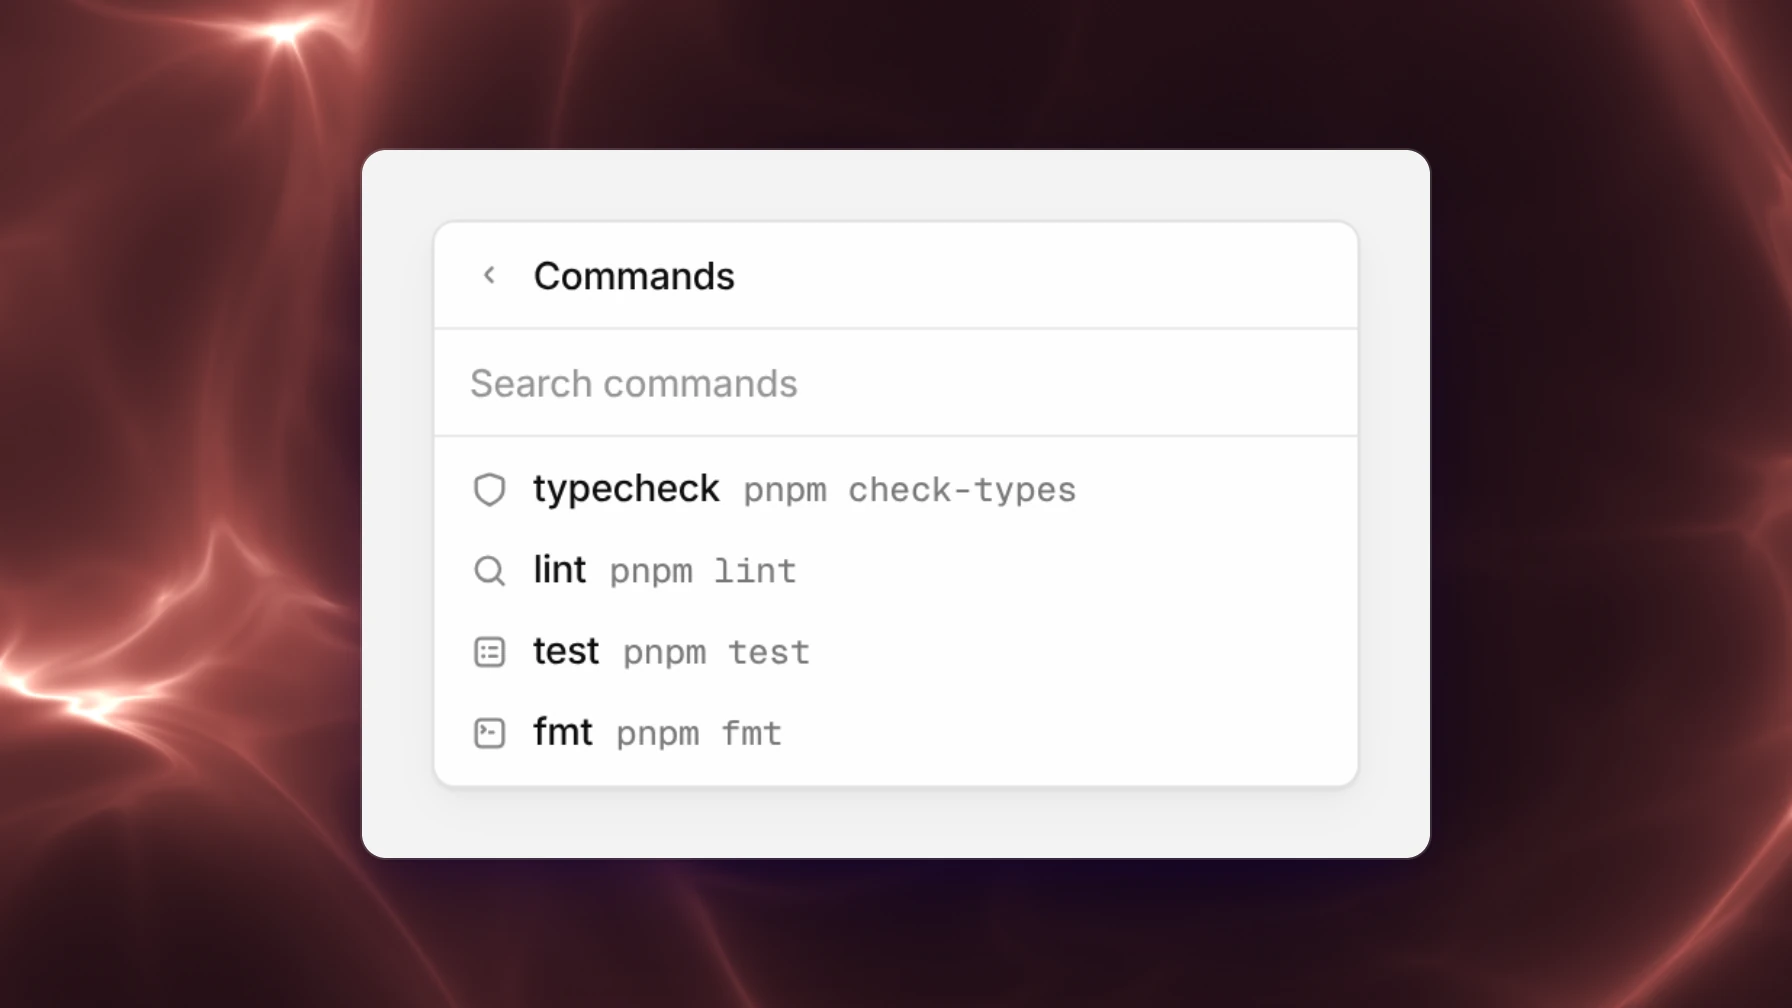 Commands
Search commands
typecheck pnpm check-types
lint pnpm lint
test pnpm test
fmt pnpm fmt